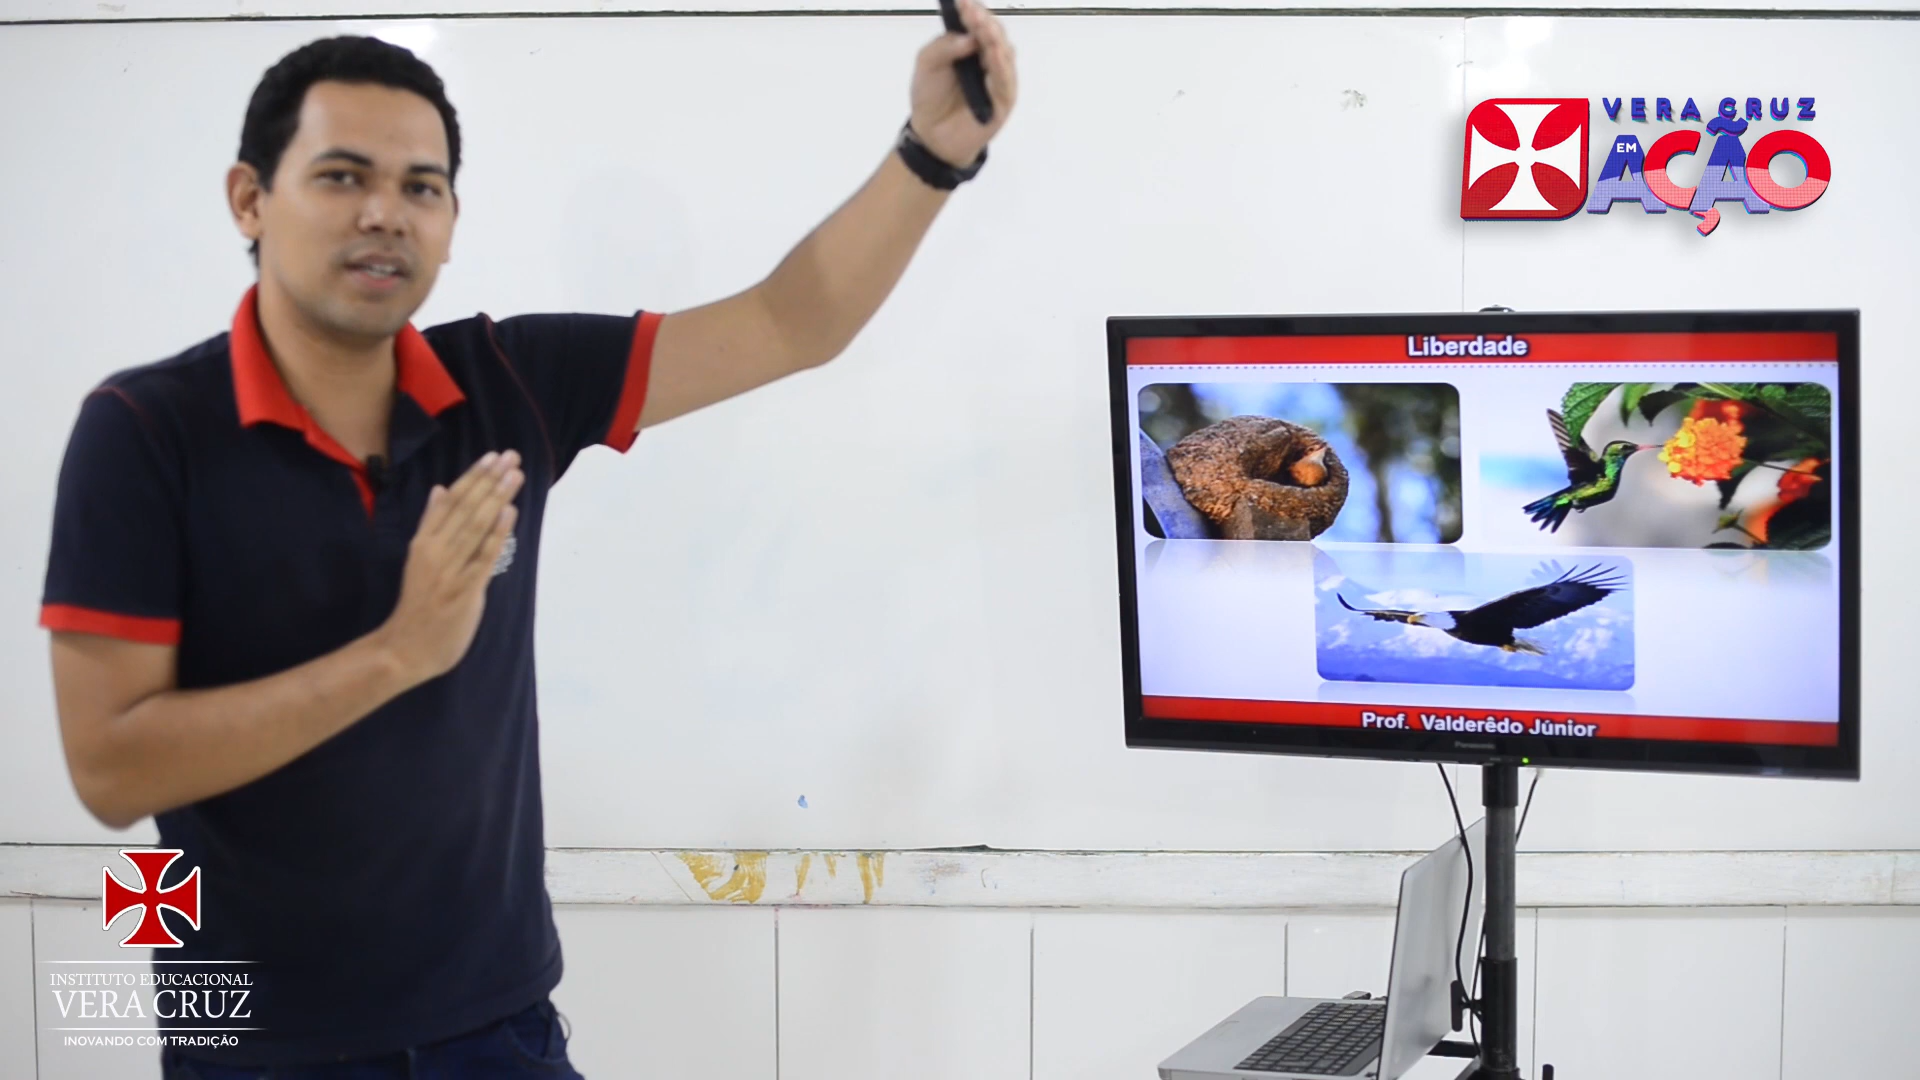 VERA CRUZ
EM
AÇÃO
Liberdade
Prof. Valderêdo Júnior
Panasonic
INSTITUTO EDUCACIONAL
VERA CRUZ
INOVANDO COM TRADIÇÃO